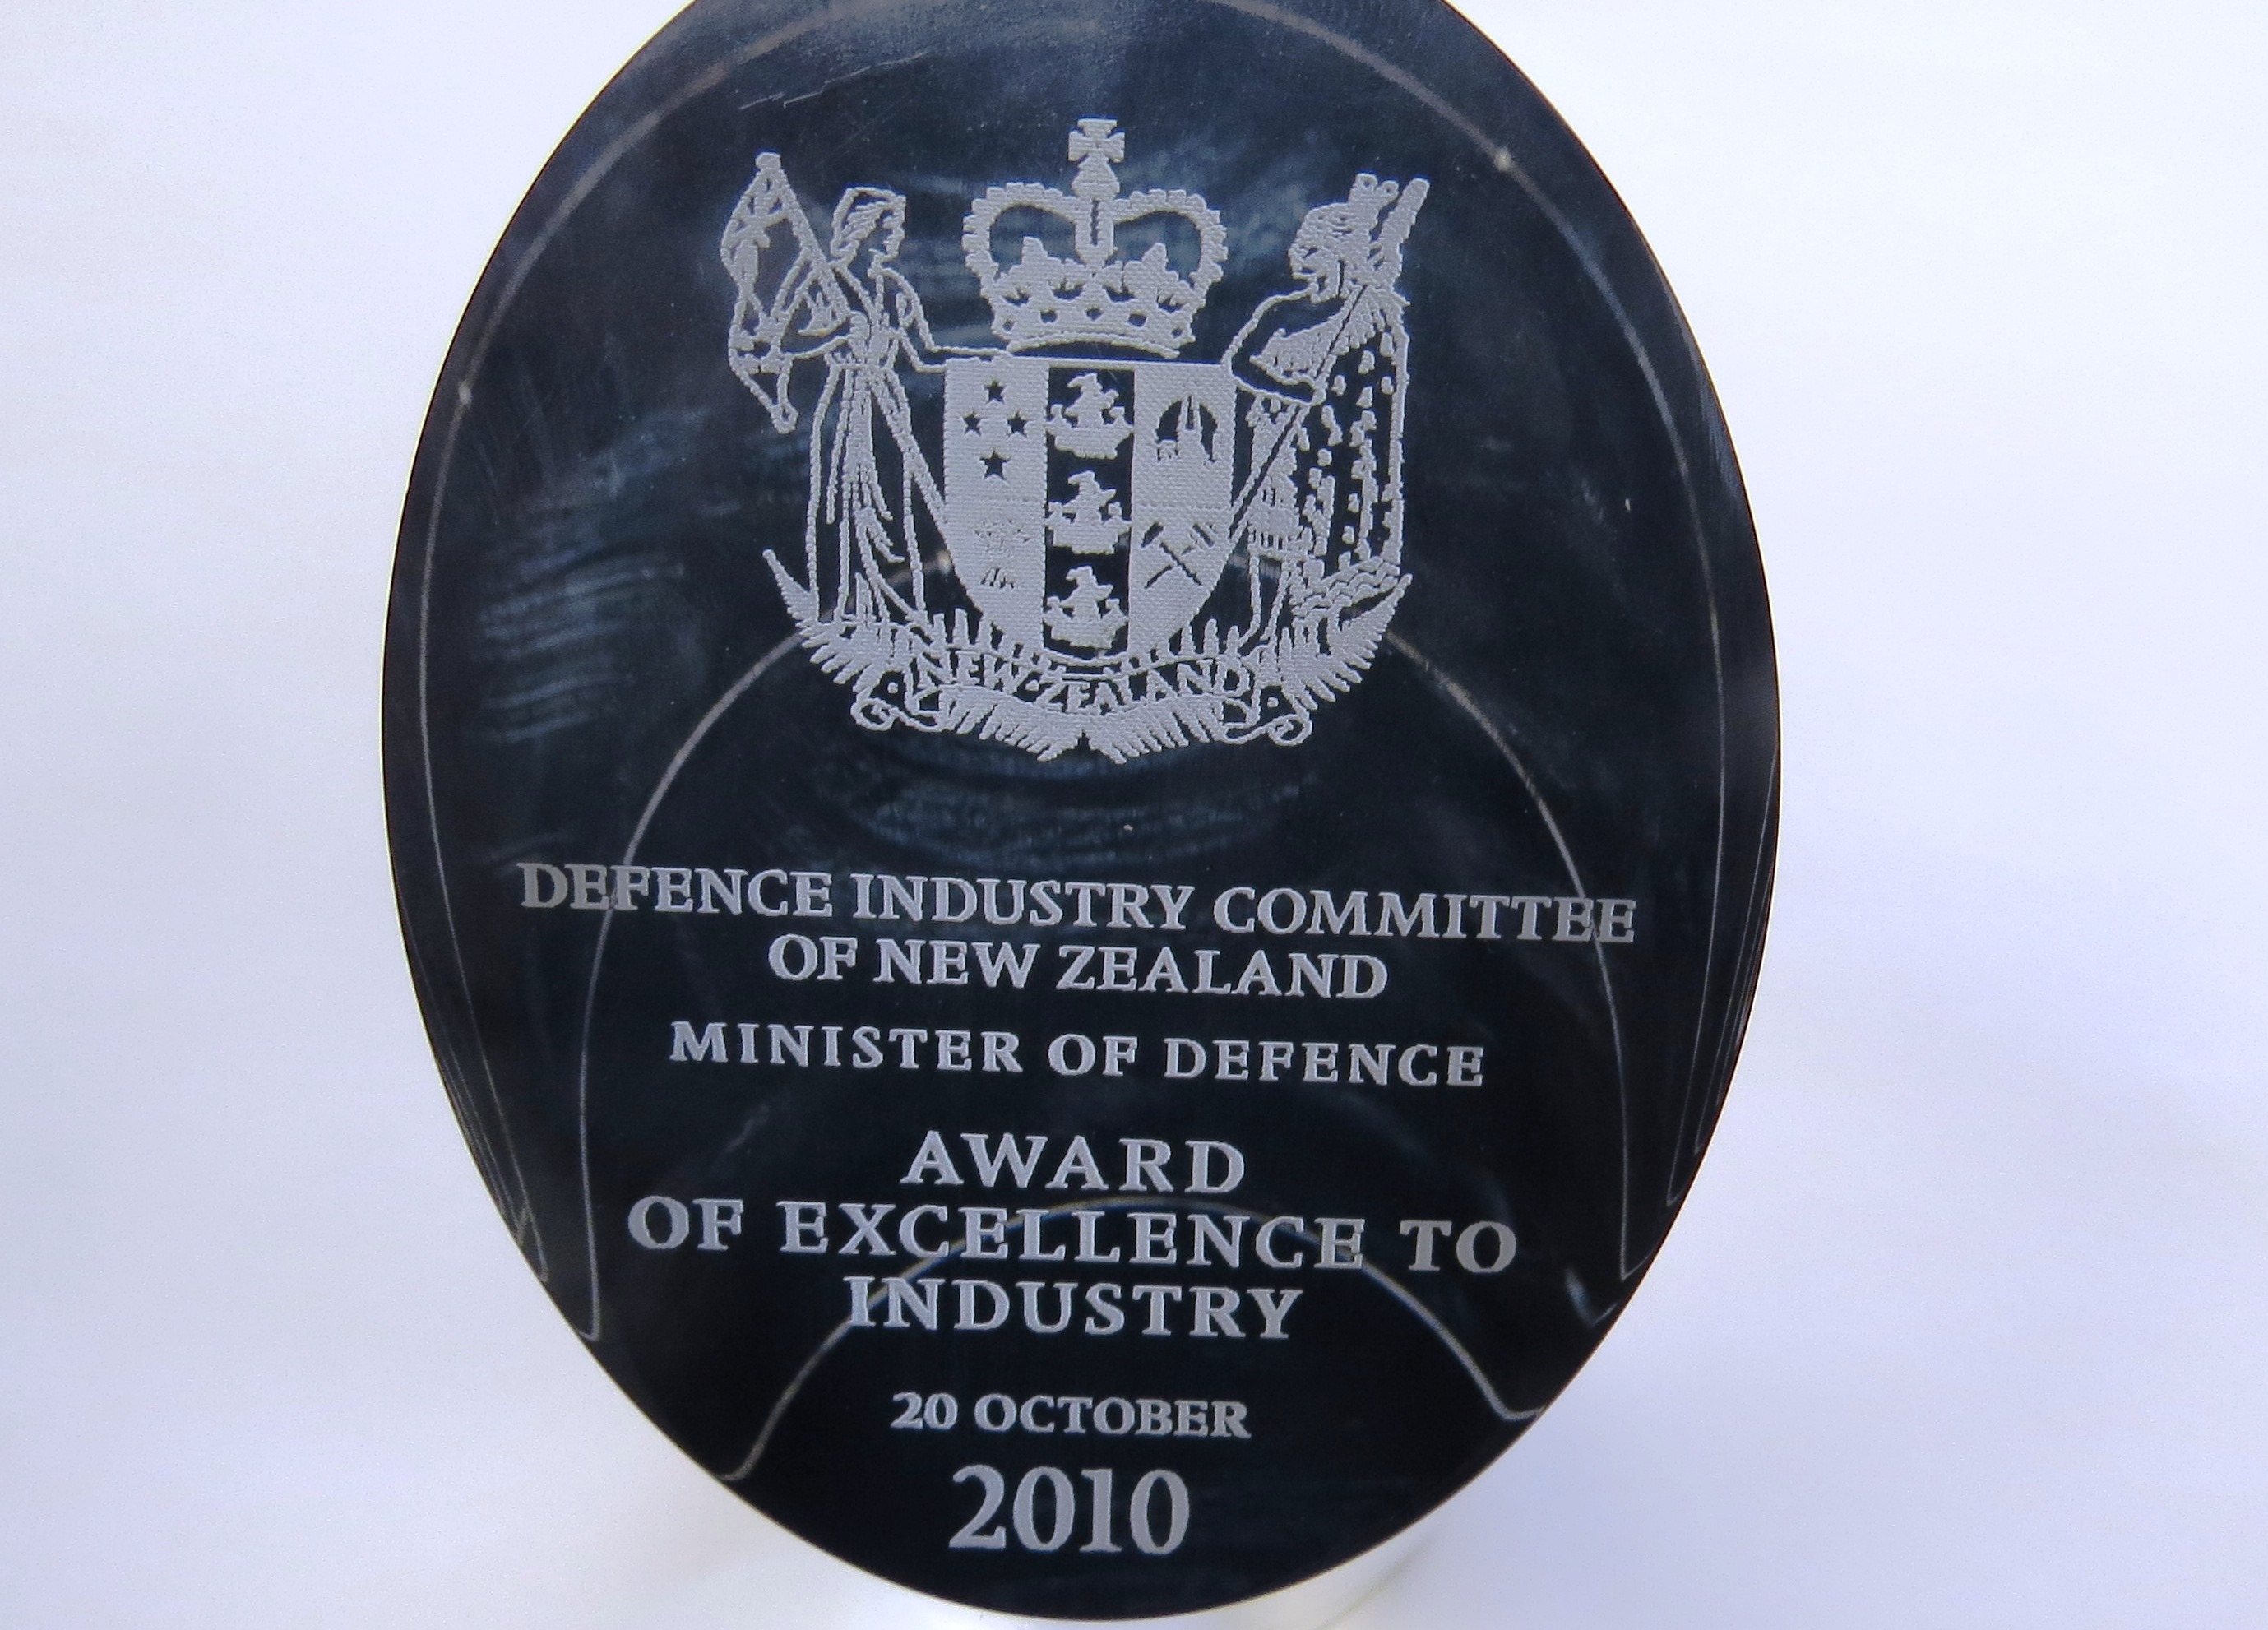 NEW ZEALAND
DEFENCE INDUSTRY COMMITTEE
OF NEW ZEALAND
MINISTER OF DEFENCE
AWARD
OF EXCELLENCE TO
INDUSTRY
20 OCTOBER
2010